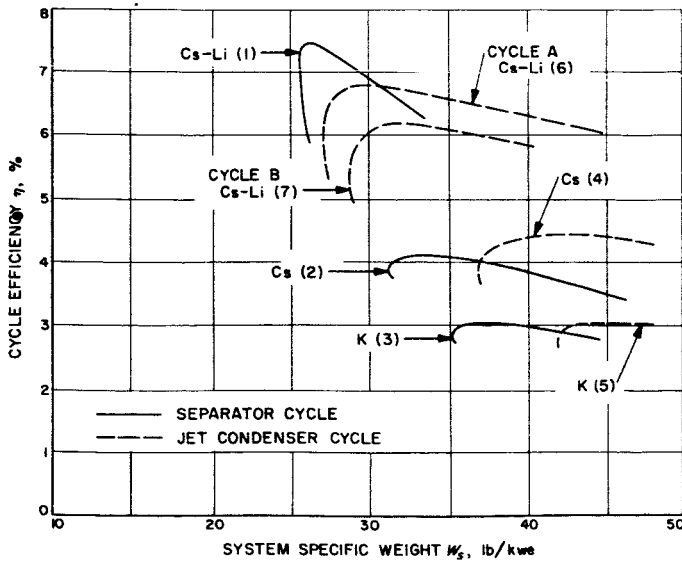 8
7
6
5
4
3
2
1
0
CYCLE EFFICIENCY η, %
Cs-Li (1)
CYCLE A
Cs-Li (6)
CYCLE B
Cs-Li (7)
Cs (4)
Cs (2)
K (3)
K (5)
SEPARATOR CYCLE
JET CONDENSER CYCLE
10 20 30 40 50
SYSTEM SPECIFIC WEIGHT Ws, lb/kwe